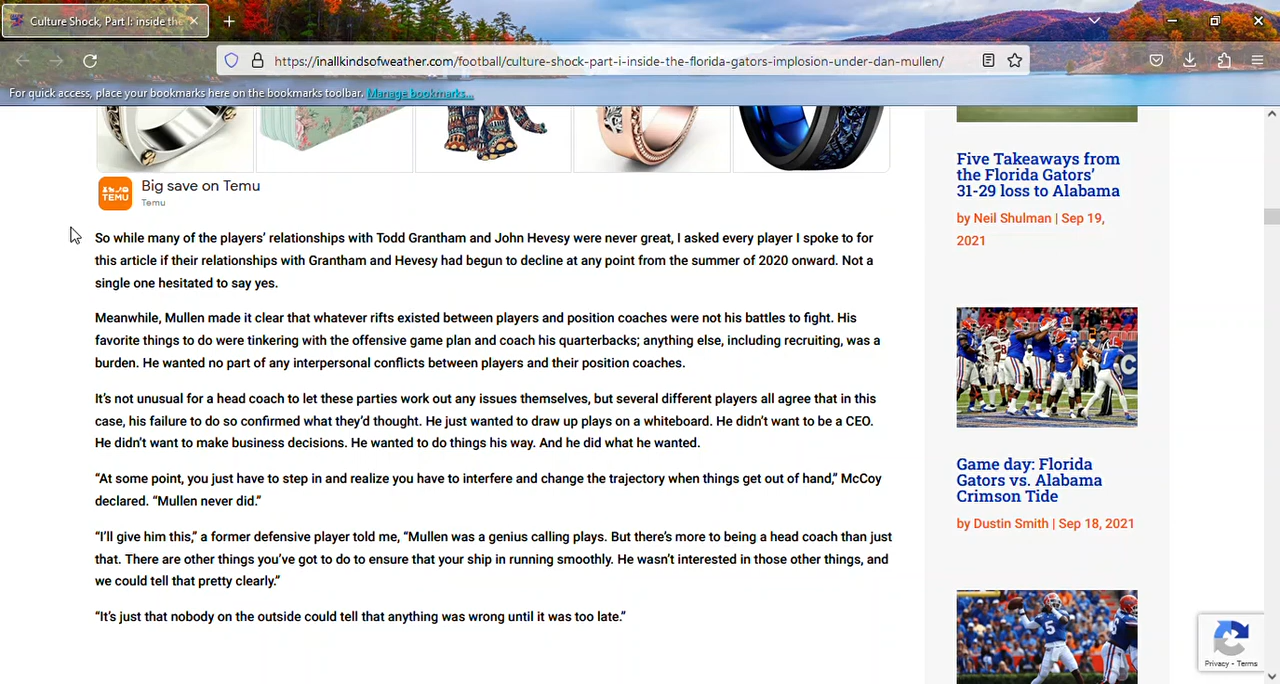 Culture Shock, Part I: inside the
https://inallkindsofweather.com/football/culture-shock-part-i-inside-the-florida-gators-implosion-under-dan-mullen/
For quick access, place your bookmarks here on the bookmarks toolbar. Manage bookmarks...
TEMU
Big save on Temu
Temu
So while many of the players’ relationships with Todd Grantham and John Hevesy were never great, I asked every player I spoke to for
this article if their relationships with Grantham and Hevesy had begun to decline at any point from the summer of 2020 onward. Not a
single one hesitated to say yes.
Meanwhile, Mullen made it clear that whatever rifts existed between players and position coaches were not his battles to fight. His
favorite things to do were tinkering with the offensive game plan and coach his quarterbacks; anything else, including recruiting, was a
burden. He wanted no part of any interpersonal conflicts between players and their position coaches.
It’s not unusual for a head coach to let these parties work out any issues themselves, but several different players all agree that in this
case, his failure to do so confirmed what they’d thought. He just wanted to draw up plays on a whiteboard. He didn’t want to be a CEO.
He didn’t want to make business decisions. He wanted to do things his way. And he did what he wanted.
“At some point, you just have to step in and realize you have to interfere and change the trajectory when things get out of hand,” McCoy
declared. “Mullen never did.”
“I’ll give him this,” a former defensive player told me, “Mullen was a genius calling plays. But there’s more to being a head coach than just
that. There are other things you’ve got to do to ensure that your ship in running smoothly. He wasn’t interested in those other things, and
we could tell that pretty clearly.”
“It’s just that nobody on the outside could tell that anything was wrong until it was too late.”
Five Takeaways from
the Florida Gators’
31-29 loss to Alabama
by Neil Shulman | Sep 19,
2021
Game day: Florida
Gators vs. Alabama
Crimson Tide
by Dustin Smith | Sep 18, 2021
Privacy - Terms